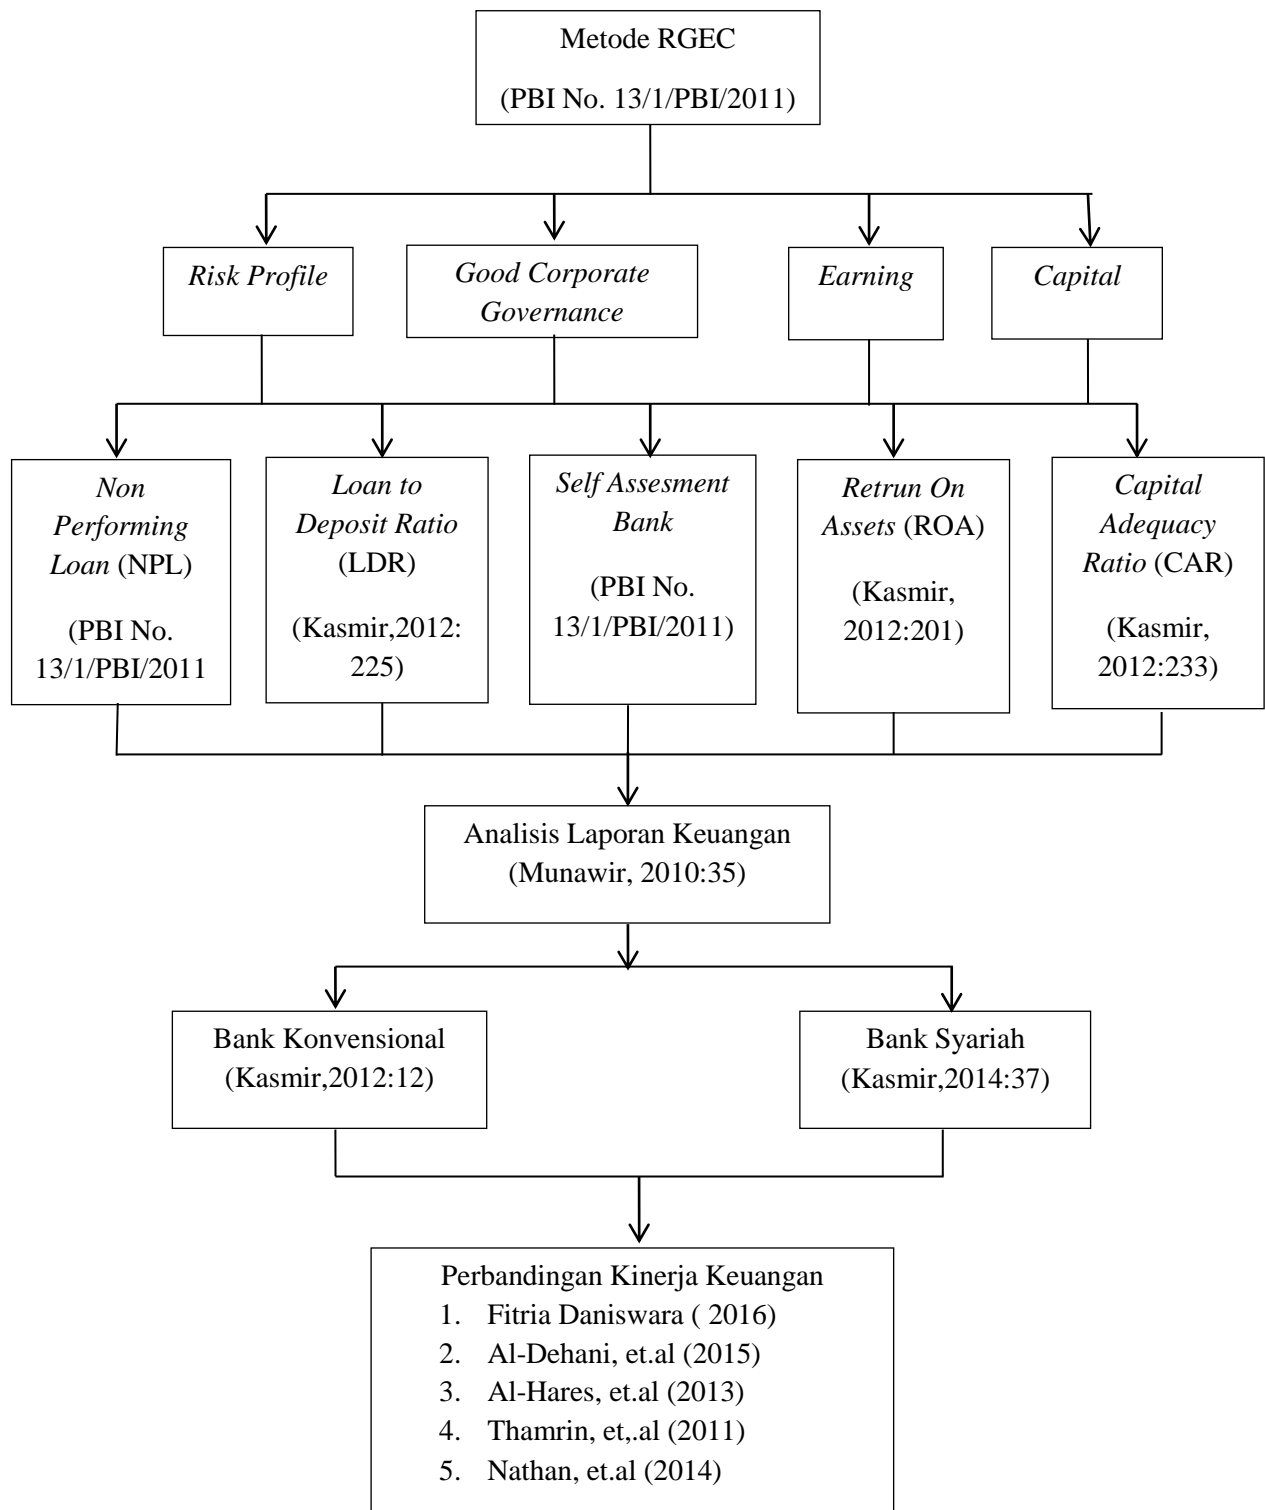 Metode RGEC
(PBI No. 13/1/PBI/2011)
Risk Profile
Good Corporate
Governance
Earning
Capital
Non
Performing
Loan (NPL)
(PBI No.
13/1/PBI/2011
Loan to
Deposit Ratio
(LDR)
(Kasmir,2012:
225)
Self Assesment
Bank
(PBI No.
13/1/PBI/2011)
Retrun On
Assets (ROA)
(Kasmir,
2012:201)
Capital
Adequacy
Ratio (CAR)
(Kasmir,
2012:233)
Analisis Laporan Keuangan
(Munawir, 2010:35)
Bank Konvensional
(Kasmir,2012:12)
Bank Syariah
(Kasmir,2014:37)
Perbandingan Kinerja Keuangan
1. Fitria Daniswara ( 2016)
2. Al-Dehani, et.al (2015)
3. Al-Hares, et.al (2013)
4. Thamrin, et,.al (2011)
5. Nathan, et.al (2014)